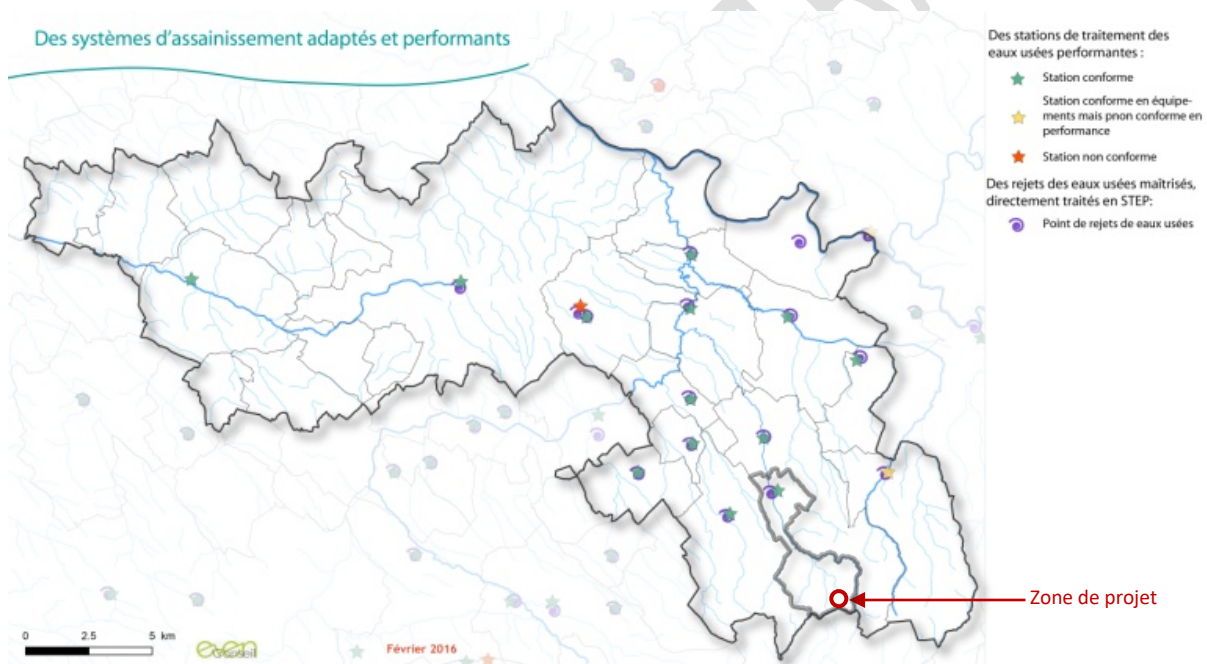 Des systèmes d'assainissement adaptés et performants
Des stations de traitement des
eaux usées performantes :
Station conforme
Station conforme en équipe-
ments mais pnon conforme en
performance
Station non conforme
Des rejets des eaux usées maîtrisés,
directement traités en STEP:
Point de rejets de eaux usées
Zone de projet
0 2.5 5 km
even
Conseil
Février 2016